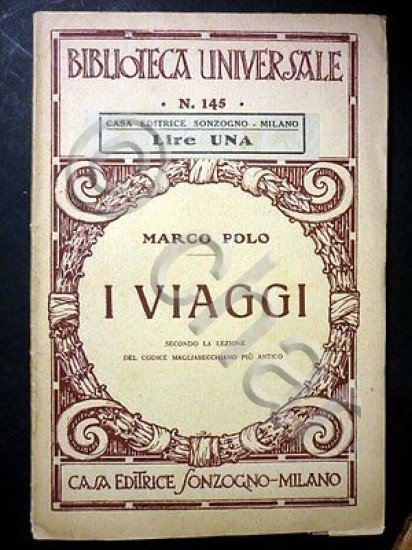 BIBLIOTECA UNIVERSALE
• N. 145 •
CASA EDITRICE SONZOGNO - MILANO
Lire UNA
MARCO POLO
I VIAGGI
SECONDO LA LEZIONE
DEL CODICE MAGLIABECCHIANO PIÙ ANTICO
CASA EDITRICE SONZOGNO-MILANO